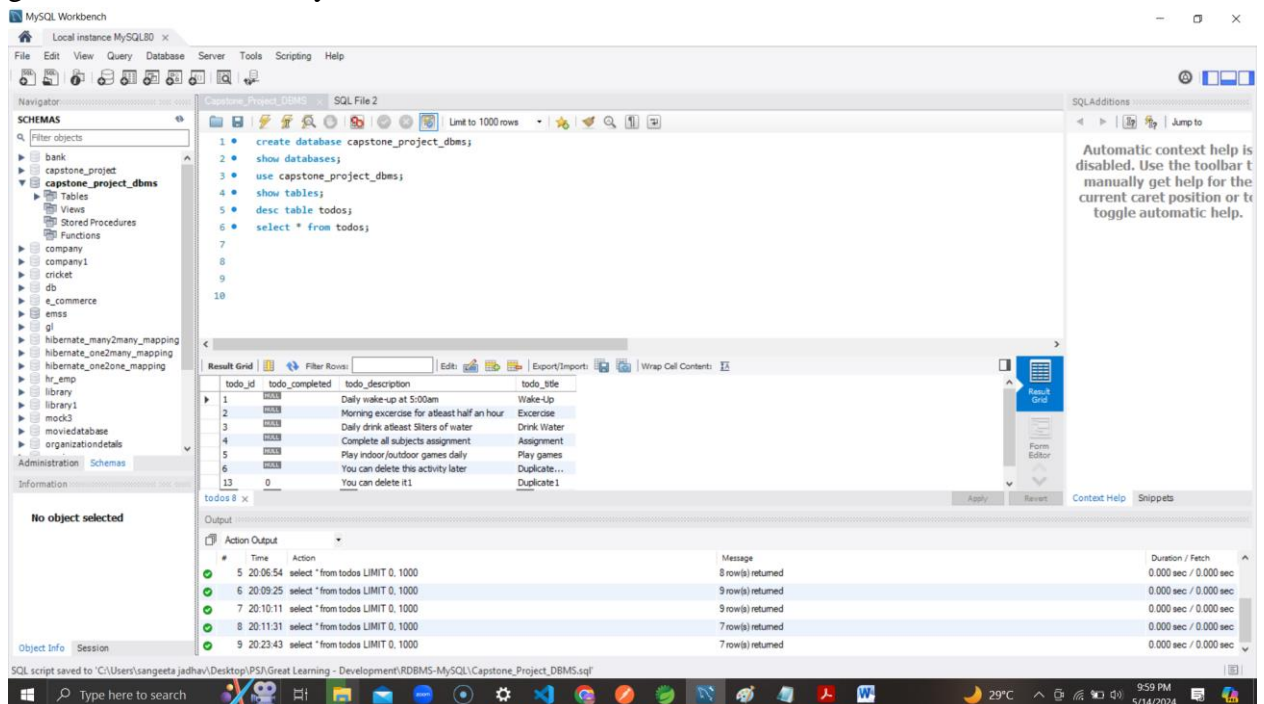 MySQL Workbench
Local instance MySQL80 ×
File Edit View Query Database Server Tools Scripting Help
Navigator
SCHEMAS
Filter objects
bank
capstone_project
capstone_project_dbms
Tables
Views
Stored Procedures
Functions
company
company1
cricket
db
e_commerce
emss
gl
hibernate_many2many_mapping
hibernate_one2many_mapping
hibernate_one2one_mapping
hr_emp
library
library1
mock3
moviedatabase
organizationdetails
Administration Schemas
Information
No object selected
Object Info Session
Capstone_Project_DBMS × SQL File 2
Limit to 1000 rows
1 create database capstone_project_dbms;
2 show databases;
3 use capstone_project_dbms;
4 show tables;
5 desc table todos;
6 select * from todos;
7
8
9
10
Result Grid Filter Rows: Edit: Export/Import: Wrap Cell Content:
todo_id todo_completed todo_description todo_title
1 NULL Daily wake-up at 5:00am Wake-Up
2 NULL Morning excercise for atleast half an hour Excercise
3 NULL Daily drink atleast 5liters of water Drink Water
4 NULL Complete all subjects assignment Assignment
5 NULL Play indoor/outdoor games daily Play games
6 NULL You can delete this activity later Duplicate...
13 0 You can delete it1 Duplicate1
Result Grid
Form Editor
todos 8 × Apply Revert
Output
Action Output
# Time Action Message Duration / Fetch
5 20:06:54 select * from todos LIMIT 0, 1000 8 row(s) returned 0.000 sec / 0.000 sec
6 20:09:25 select * from todos LIMIT 0, 1000 9 row(s) returned 0.000 sec / 0.000 sec
7 20:10:11 select * from todos LIMIT 0, 1000 9 row(s) returned 0.000 sec / 0.000 sec
8 20:11:31 select * from todos LIMIT 0, 1000 7 row(s) returned 0.000 sec / 0.000 sec
9 20:23:43 select * from todos LIMIT 0, 1000 7 row(s) returned 0.000 sec / 0.000 sec
SQLAdditions
Jump to
Automatic context help is
disabled. Use the toolbar t
manually get help for the
current caret position or to
toggle automatic help.
Context Help Snippets
SQL script saved to 'C:\Users\sangeeta jadhav\Desktop\PSJ\Great Learning - Development\RDBMS-MySQL\Capstone_Project_DBMS.sql'
Type here to search
zoom
29°C
9:59 PM
5/14/2024